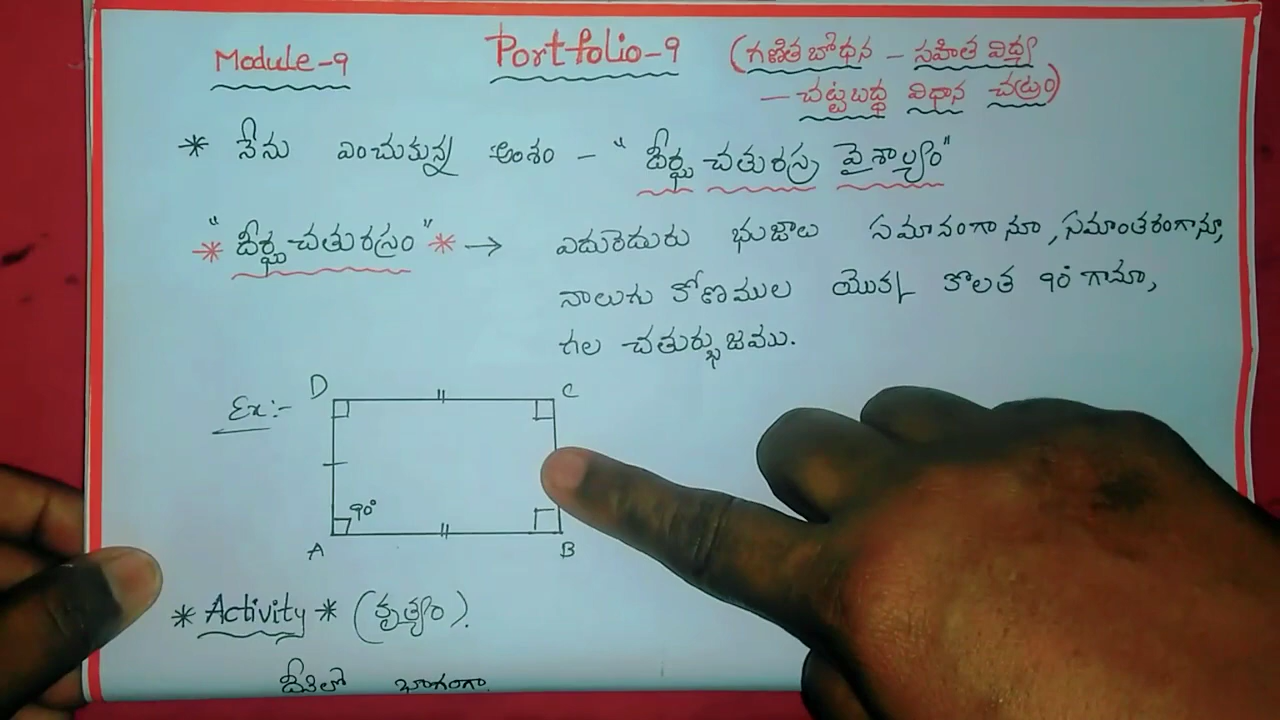 Module-9 Portfolio-9 (గణిత బోధన - సహిత విద్య
- చట్టబద్ధ విధాన చట్రం)
* నేను ఎంచుకున్న అంశం - "దీర్ఘ చతురస్ర వైశాల్యం"
* "దీర్ఘచతురస్రం" * → ఎదురెదురు భుజాలు సమానంగానూ, సమాంతరంగానూ,
నాలుగు కోణముల యొక్క కొలత 90° గానూ,
గల చతుర్భుజము.
Ex:-
D C
90°
A B
* Activity * (కృత్యం).
దీనిలో భాగంగా